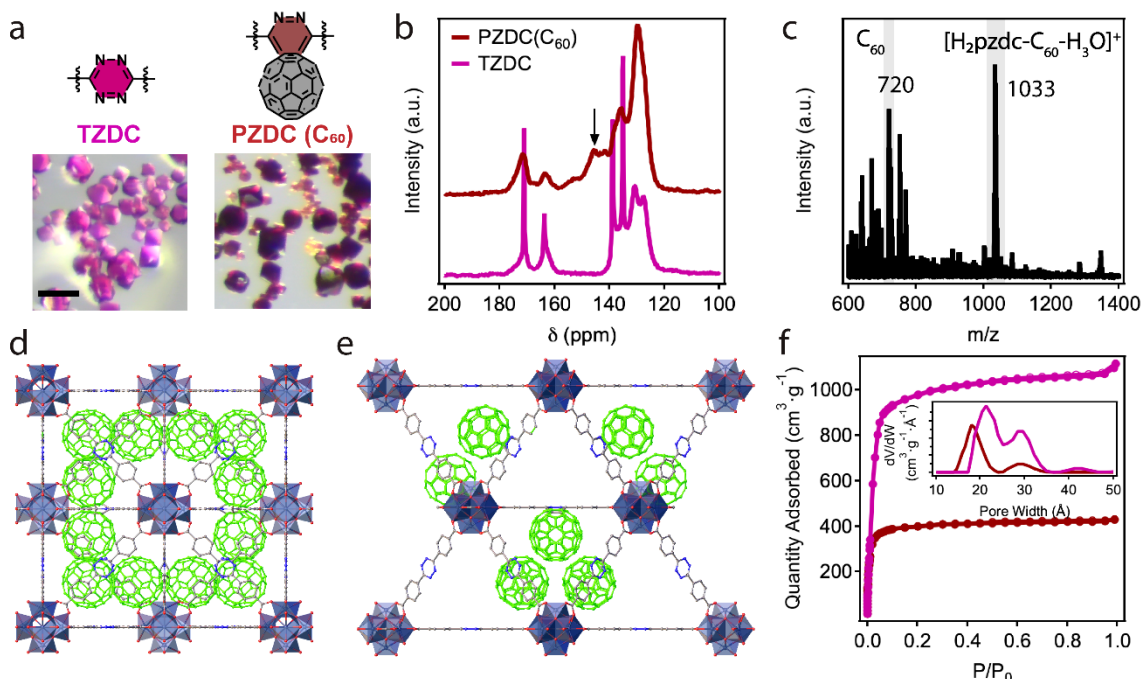 a
N=N
N
N
TZDC
N=N
PZDC (C₆₀)
b
PZDC(C₆₀)
TZDC
Intensity (a.u.)
200 180 160 140 120 100
δ (ppm)
c
C₆₀
[H₂pzdc-C₆₀-H₃O]⁺
720
1033
Intensity (a.u.)
600 800 1000 1200 1400
m/z
d
e
f
Quantity Adsorbed (cm³·g⁻¹)
1000
800
600
400
200
0.0 0.2 0.4 0.6 0.8 1.0
P/P₀
dV/dW
(cm³·g⁻¹·Å⁻¹)
10 20 30 40 50
Pore Width (Å)